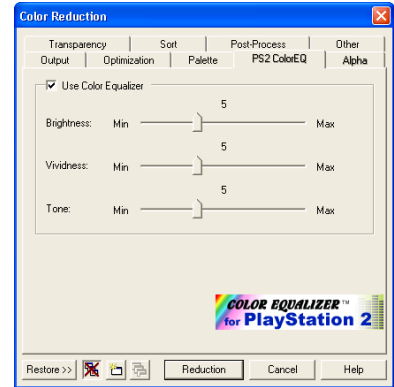 Color Reduction
Transparency Sort Post-Process Other
Output Optimization Palette PS2 ColorEQ Alpha
Use Color Equalizer
5
Brightness: Min Max
5
Vividness: Min Max
5
Tone: Min Max
COLOR EQUALIZER™
for PlayStation 2
Restore >> Reduction Cancel Help